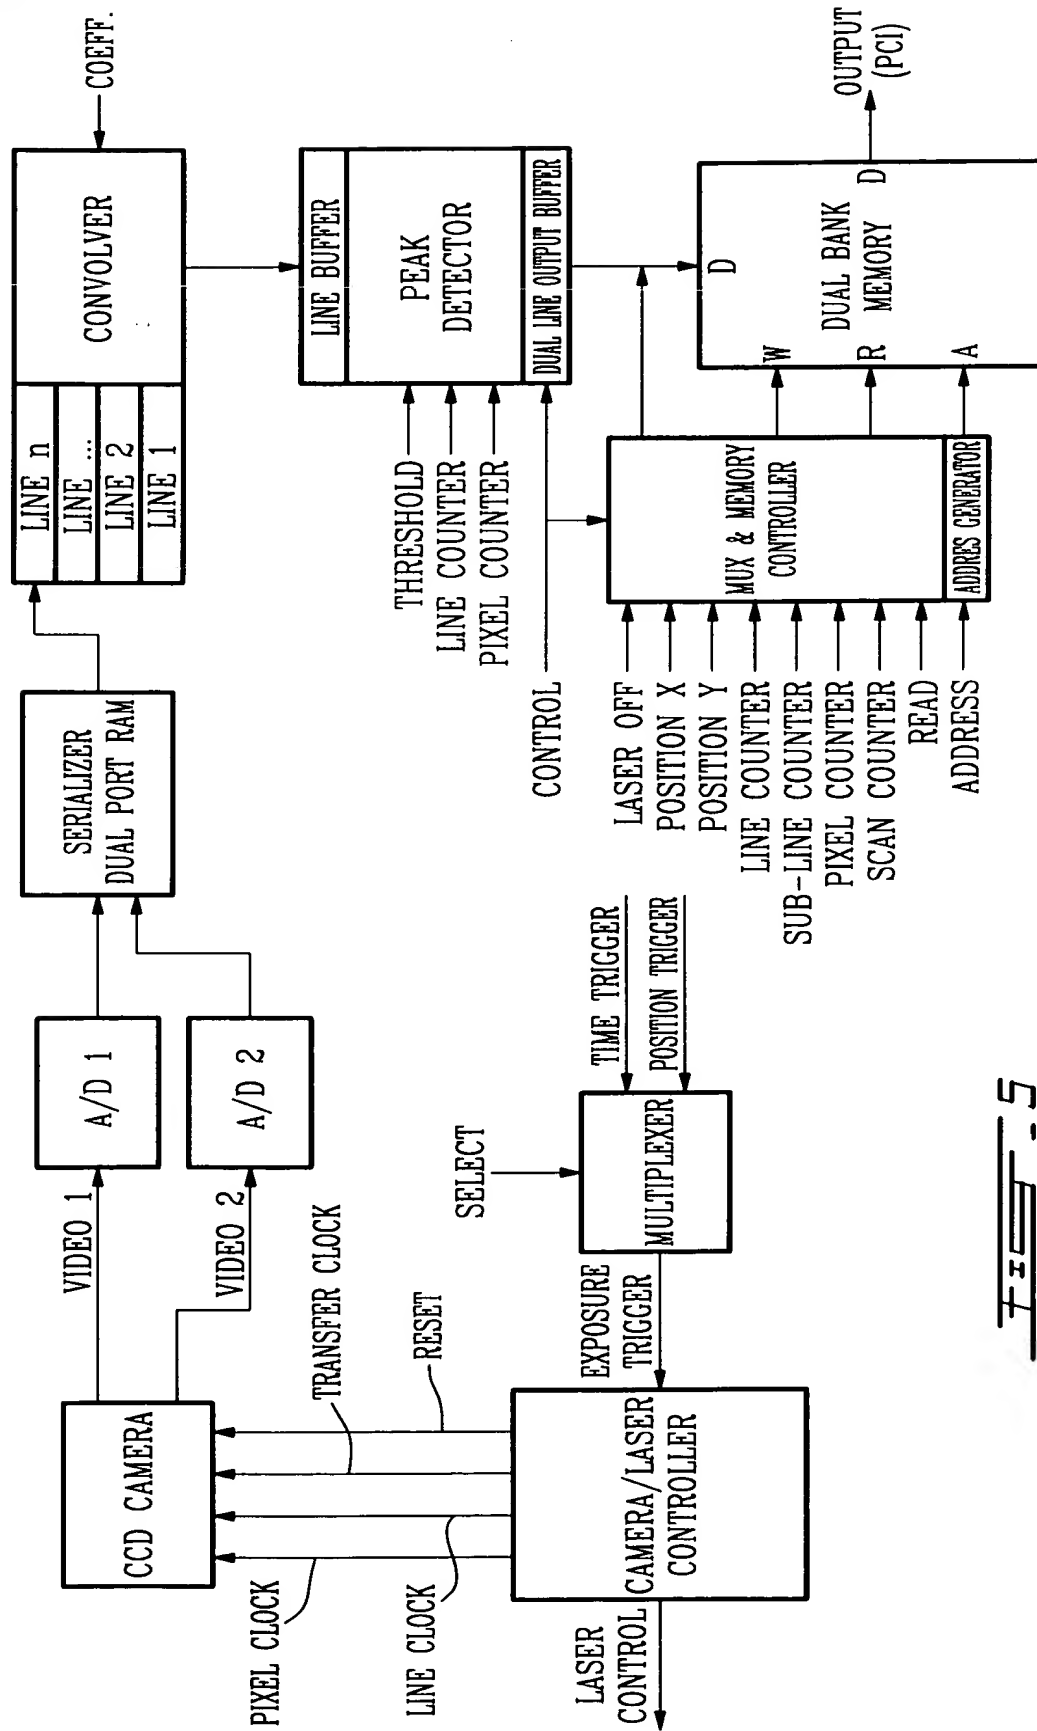 CCD CAMERA
VIDEO 1
VIDEO 2
A/D 1
A/D 2
SERIALIZER
DUAL PORT RAM
LINE n
LINE ...
LINE 2
LINE 1
CONVOLVER
COEFF.
PIXEL CLOCK
LINE CLOCK
TRANSFER CLOCK
RESET
LASER
CONTROL
CAMERA/LASER
CONTROLLER
EXPOSURE
TRIGGER
SELECT
MULTIPLEXER
TIME TRIGGER
POSITION TRIGGER
THRESHOLD
LINE COUNTER
PIXEL COUNTER
LINE BUFFER
PEAK
DETECTOR
DUAL LINE OUTPUT BUFFER
CONTROL
LASER OFF
POSITION X
POSITION Y
LINE COUNTER
SUB-LINE COUNTER
PIXEL COUNTER
SCAN COUNTER
READ
ADDRESS
MUX & MEMORY
CONTROLLER
ADDRES GENERATOR
D
W
R
A
DUAL BANK
MEMORY
D
OUTPUT
(PCI)
FIG - 5